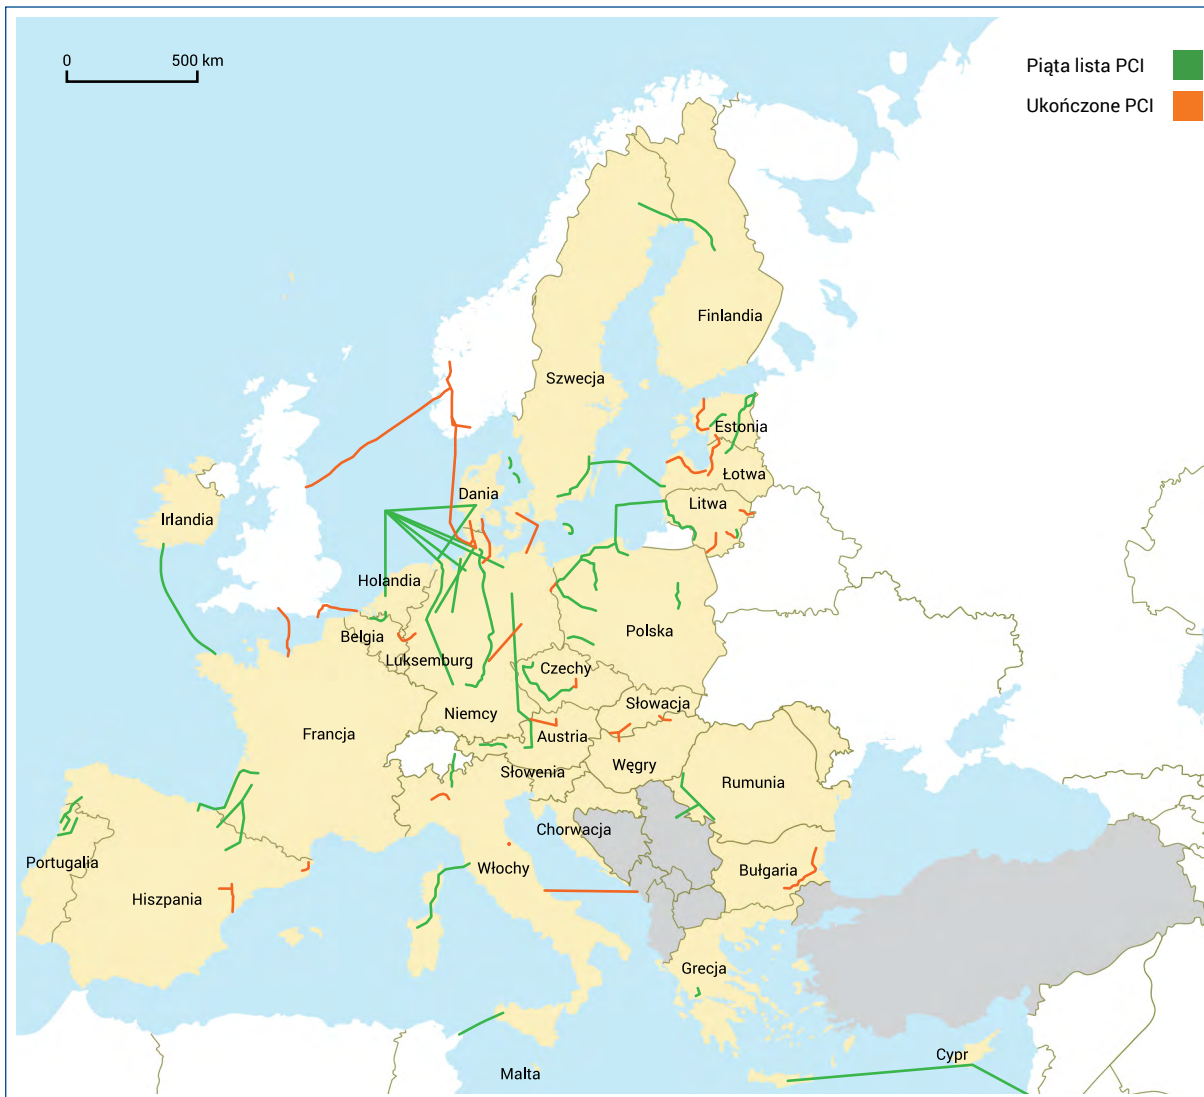 0
500 km
Piąta lista PCI
Ukończone PCI
Finlandia
Szwecja
Estonia
Łotwa
Dania
Litwa
Irlandia
Holandia
Belgia
Polska
Luksemburg
Czechy
Słowacja
Niemcy
Francja
Austria
Węgry
Słowenia
Rumunia
Chorwacja
Portugalia
Włochy
Bułgaria
Hiszpania
Grecja
Cypr
Malta